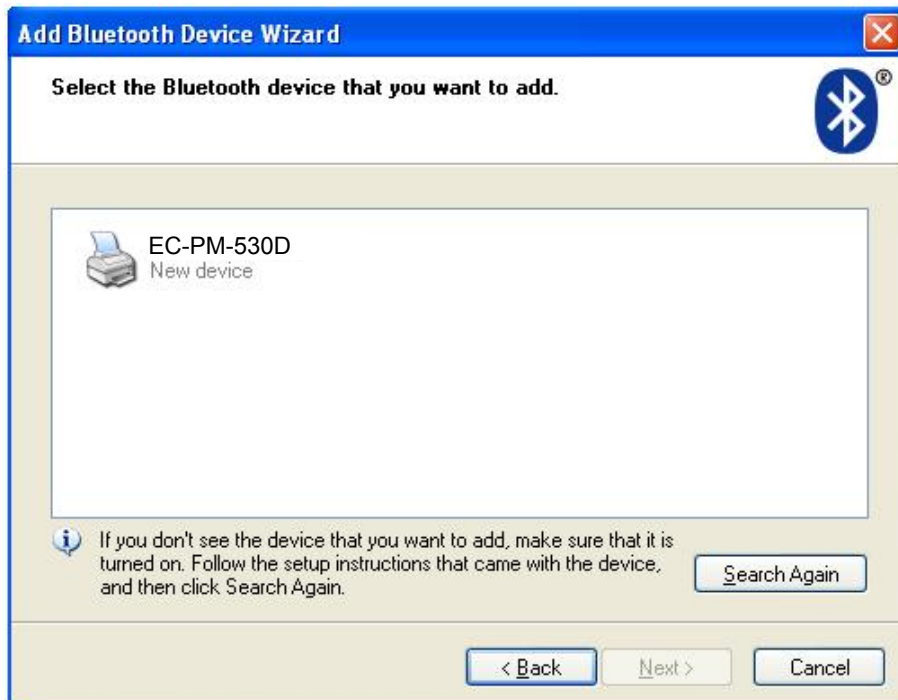 Add Bluetooth Device Wizard
Select the Bluetooth device that you want to add.
®
EC-PM-530D
New device
If you don't see the device that you want to add, make sure that it is
turned on. Follow the setup instructions that came with the device,
and then click Search Again.
Search Again
< Back
Next >
Cancel